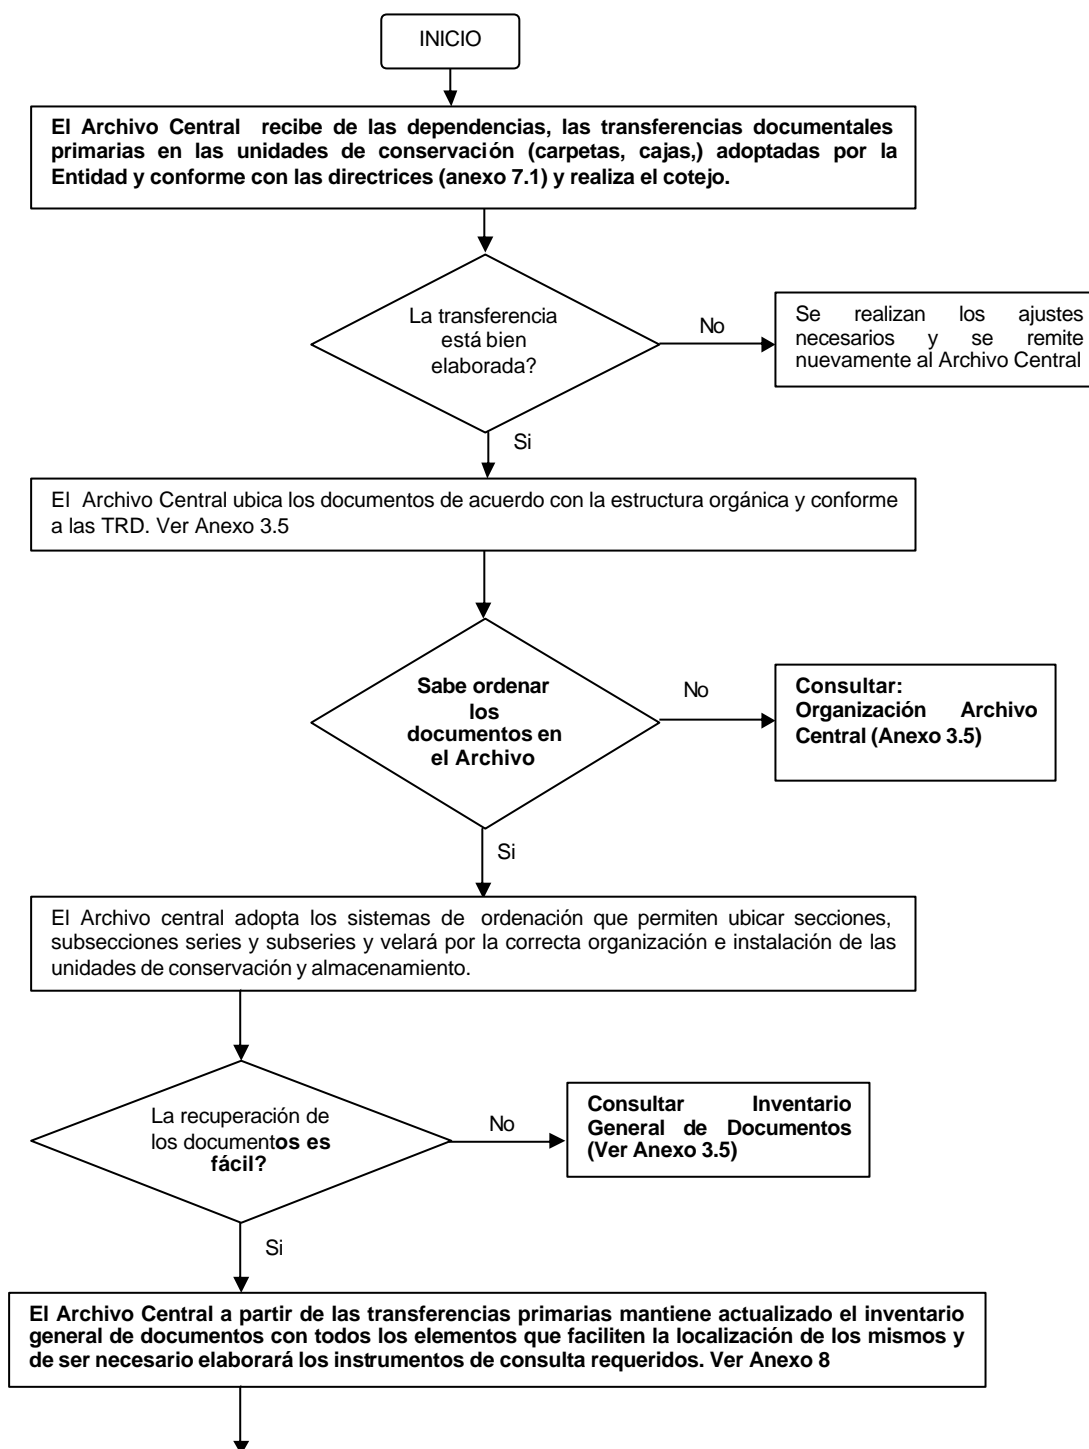 INICIO
El Archivo Central recibe de las dependencias, las transferencias documentales
primarias en las unidades de conservación (carpetas, cajas,) adoptadas por la
Entidad y conforme con las directrices (anexo 7.1) y realiza el cotejo.
La transferencia
está bien
elaborada?
No
Se realizan los ajustes
necesarios y se remite
nuevamente al Archivo Central
Si
El Archivo Central ubica los documentos de acuerdo con la estructura orgánica y conforme
a las TRD. Ver Anexo 3.5
Sabe ordenar
los
documentos en
el Archivo
No
Consultar:
Organización Archivo
Central (Anexo 3.5)
Si
El Archivo central adopta los sistemas de ordenación que permiten ubicar secciones,
subsecciones series y subseries y velará por la correcta organización e instalación de las
unidades de conservación y almacenamiento.
La recuperación de
los documentos es
fácil?
No
Consultar Inventario
General de Documentos
(Ver Anexo 3.5)
Si
El Archivo Central a partir de las transferencias primarias mantiene actualizado el inventario
general de documentos con todos los elementos que faciliten la localización de los mismos y
de ser necesario elaborará los instrumentos de consulta requeridos. Ver Anexo 8